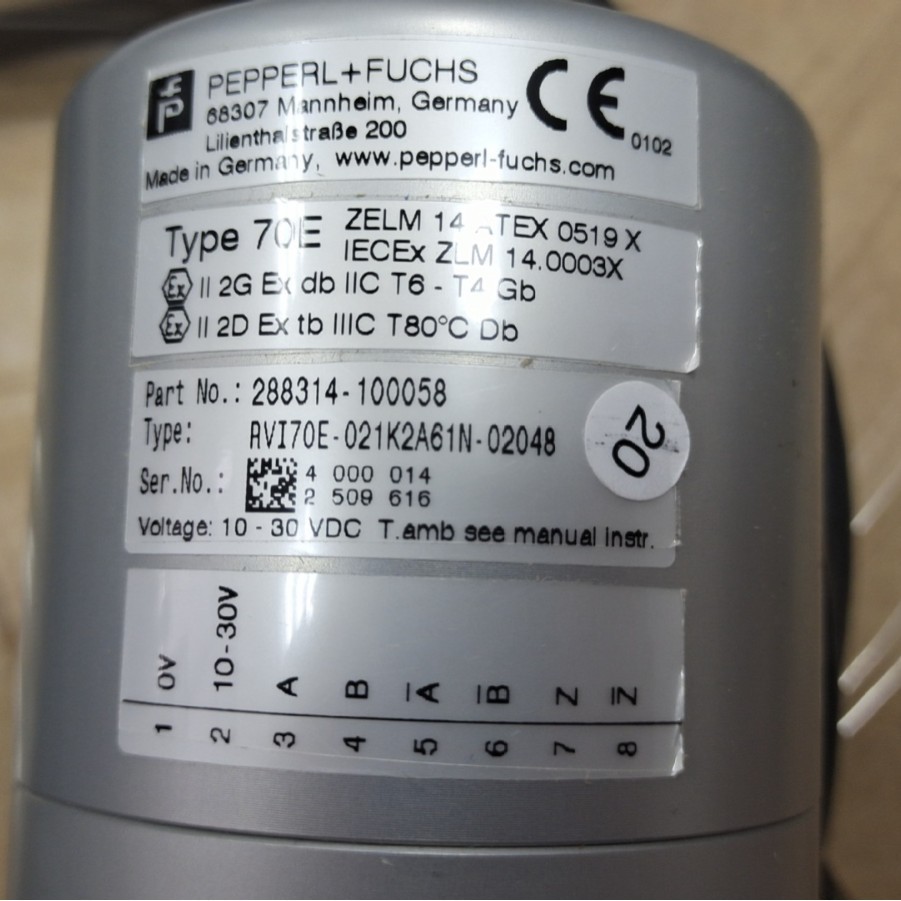 PEPPERL+FUCHS
68307 Mannheim, Germany
Lilienthalstraße 200
Made in Germany, www.pepperl-fuchs.com
CE 0102
Type 70E
ZELM 14 ATEX 0519 X
IECEx ZLM 14.0003X
Ex II 2G Ex db IIC T6 - T4 Gb
Ex II 2D Ex tb IIIC T80°C Db
Part No.: 288314-100058
Type: RVI70E-021K2A61N-02048
Ser.No.: 4 000 014
2 509 616
20
Voltage: 10 - 30 VDC T.amb see manual instr.
0V 10-30V A B A̅ B̅ Z Z̅
1 2 3 4 5 6 7 8